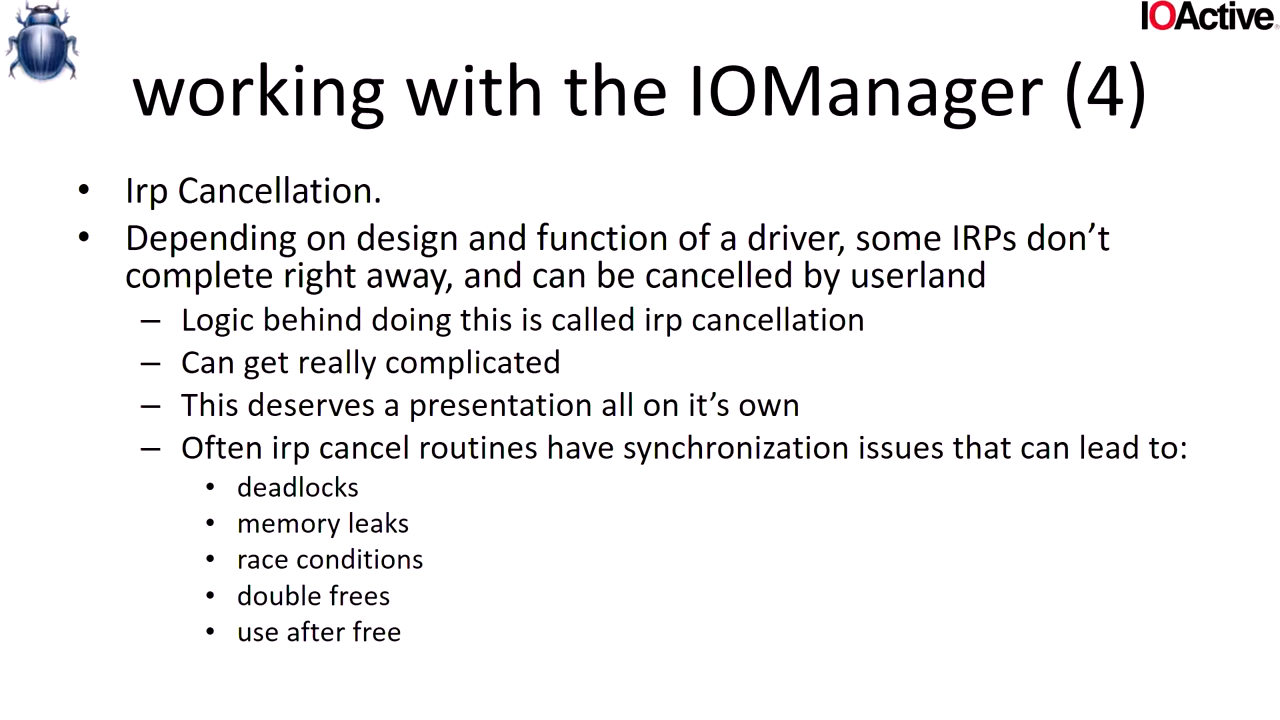 IOActive
working with the IOManager (4)
• Irp Cancellation.
• Depending on design and function of a driver, some IRPs don’t
complete right away, and can be cancelled by userland
– Logic behind doing this is called irp cancellation
– Can get really complicated
– This deserves a presentation all on it’s own
– Often irp cancel routines have synchronization issues that can lead to:
• deadlocks
• memory leaks
• race conditions
• double frees
• use after free